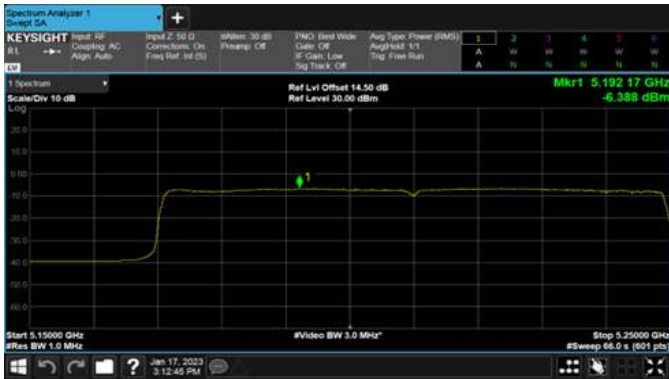 Spectrum Analyzer 1
Swept SA
+
KEYSIGHT Input: RF Input Z: 50 Ω #Atten: 30 dB PNO: Best Wide Avg Type: Power (RMS) 1 2 3 4 5 6
RL Coupling: AC Corrections: On Preamp: Off Gate: Off Avg|Hold: 1/1 A W W W W W
Align: Auto Freq Ref: Int (S) IF Gain: Low Trig: Free Run
Sig Track: Off A N N N N N
1 Spectrum
Scale/Div 10 dB
Log
Ref Lvl Offset 14.50 dB
Ref Level 30.00 dBm
Mkr1 5.192 17 GHz
-6.388 dBm
20.0
0.00
1
-10.0
-20.0
-30.0
-40.0
-50.0
-60.0
Start 5.15000 GHz #Video BW 3.0 MHz* Stop 5.25000 GHz
#Res BW 1.0 MHz #Sweep 66.0 s (601 pts)
? Jan 17, 2023
3:12:45 PM